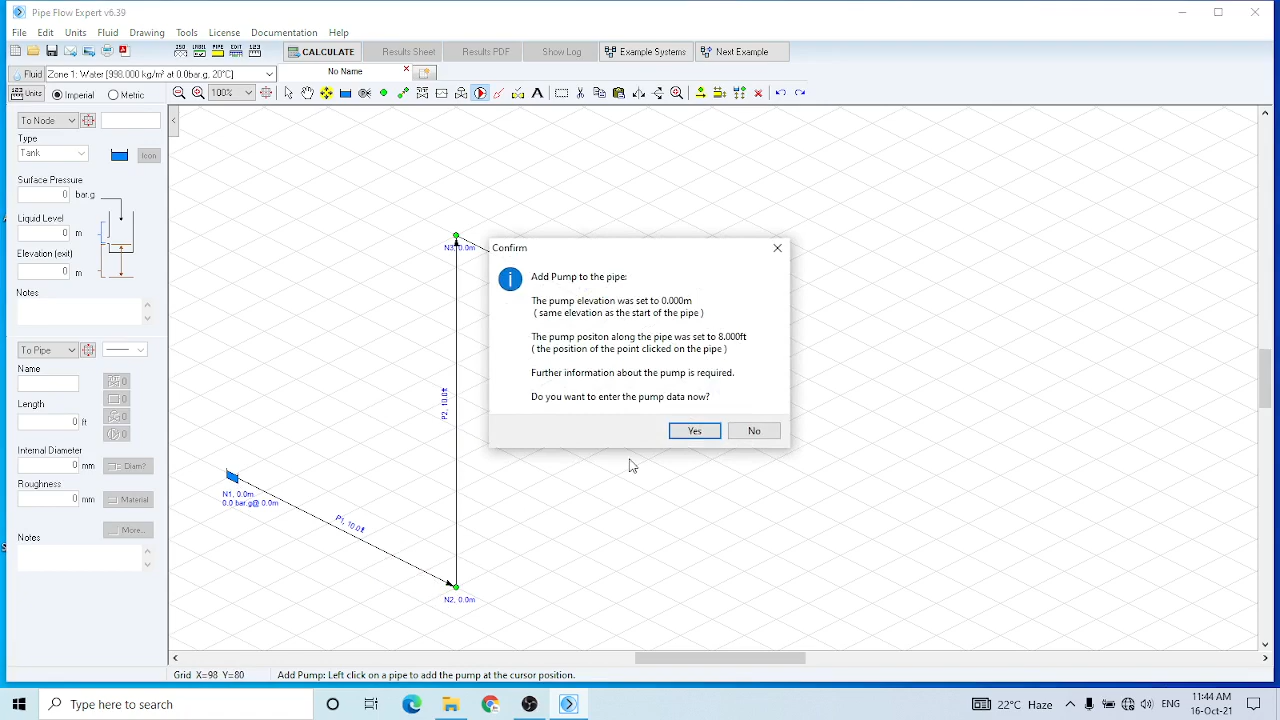 Pipe Flow Expert v6.39
File Edit Units Fluid Drawing Tools License Documentation Help
CALCULATE Results Sheet Results PDF Show Log Example Systems Next Example
Fluid Zone 1: Water [998.000 kg/m³ at 0.0bar.g, 20°C] No Name
Units Imperial Metric 100%
To Node
Type
Tank Icon
Surface Pressure
0 bar.g
Liquid Level
0 m
Elevation (exit)
0 m
Notes
To Pipe
Name
Length
0 ft
Internal Diameter
0 mm Diam?
Roughness
0 mm Material
More...
Notes
N3, 0.0m
P2, 10.0ft
N1, 0.0m,
0.0 bar.g@ 0.0m
P1, 10.0ft
N2, 0.0m
Confirm
Add Pump to the pipe:
The pump elevation was set to 0.000m
( same elevation as the start of the pipe )
The pump positon along the pipe was set to 8.000ft
( the position of the point clicked on the pipe )
Further information about the pump is required.
Do you want to enter the pump data now?
Yes No
Grid X=98 Y=80 Add Pump: Left click on a pipe to add the pump at the cursor position.
Type here to search
22°C Haze ENG 11:44 AM
16-Oct-21